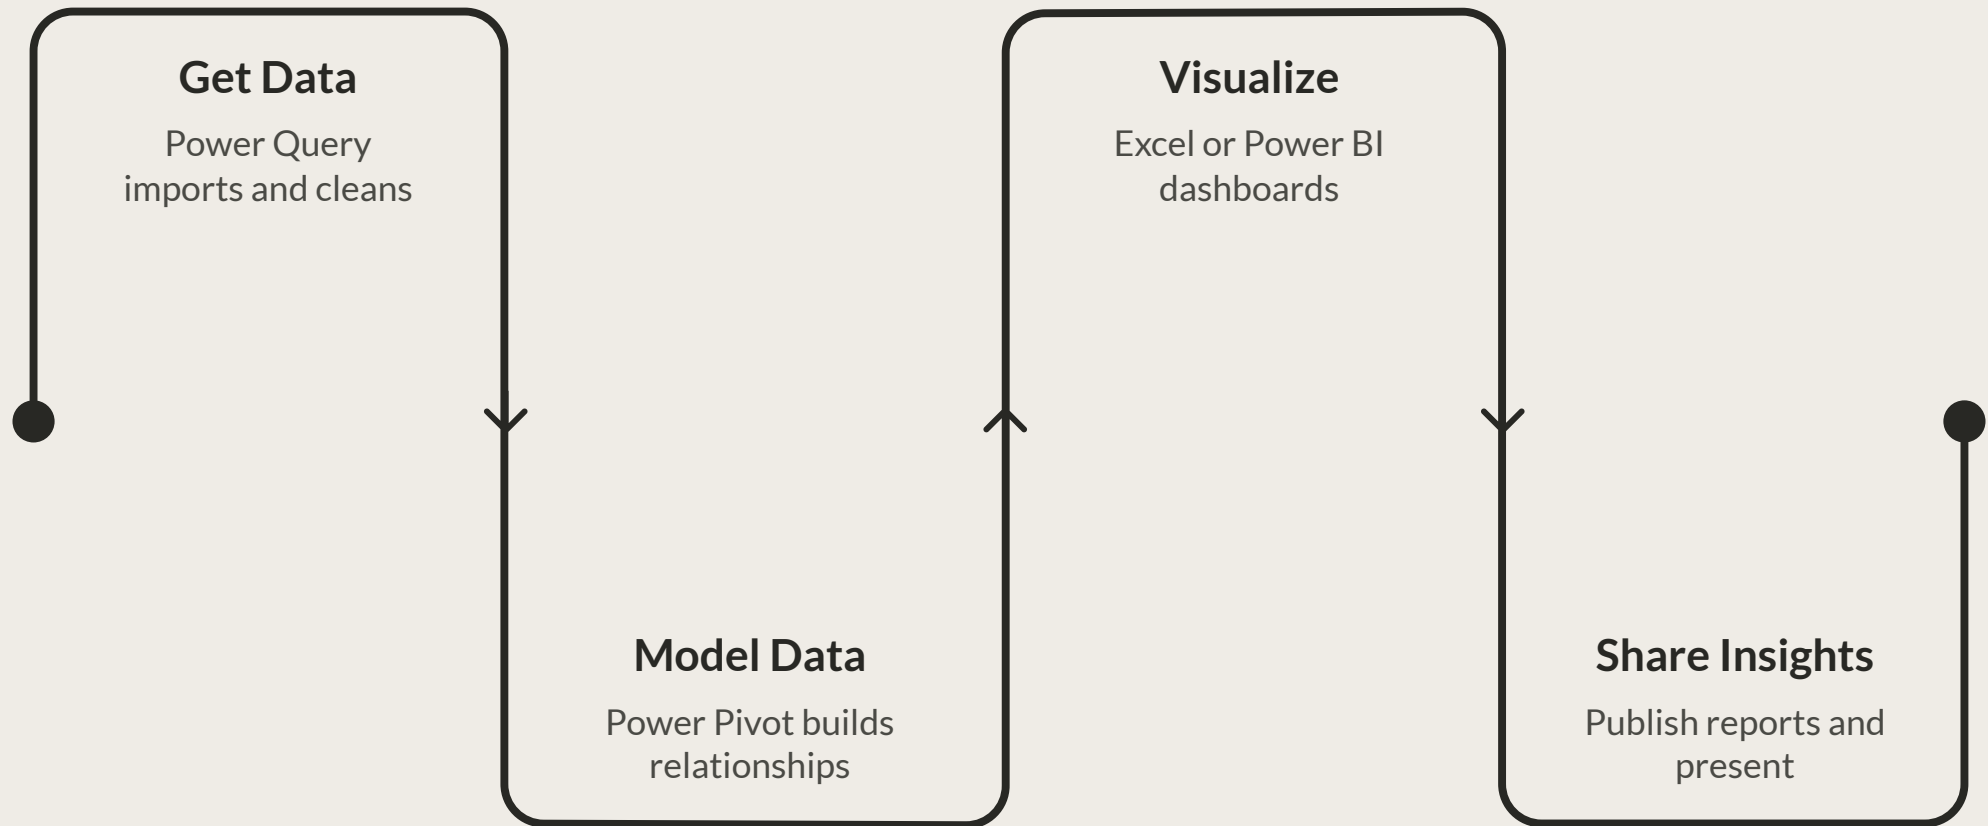 Get Data
Power Query
imports and cleans
Model Data
Power Pivot builds
relationships
Visualize
Excel or Power BI
dashboards
Share Insights
Publish reports and
present